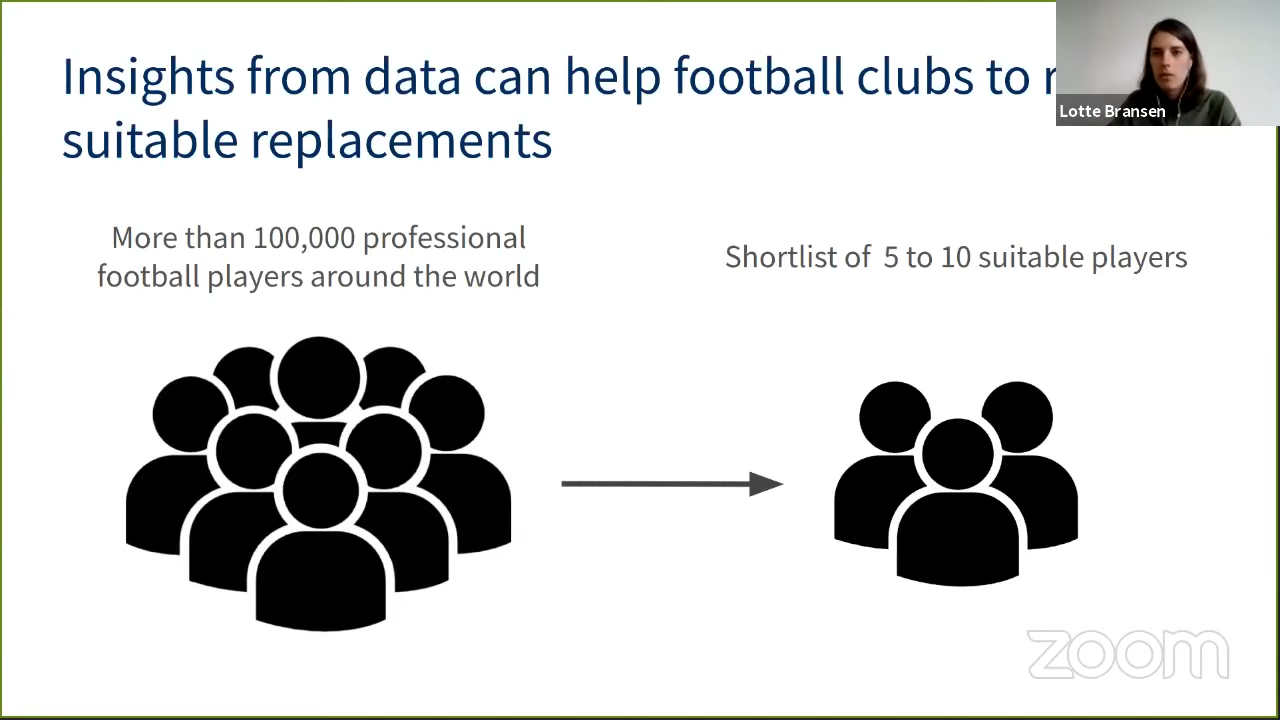 Insights from data can help football clubs to
suitable replacements
Lotte Bransen
More than 100,000 professional
football players around the world
Shortlist of 5 to 10 suitable players
zoom